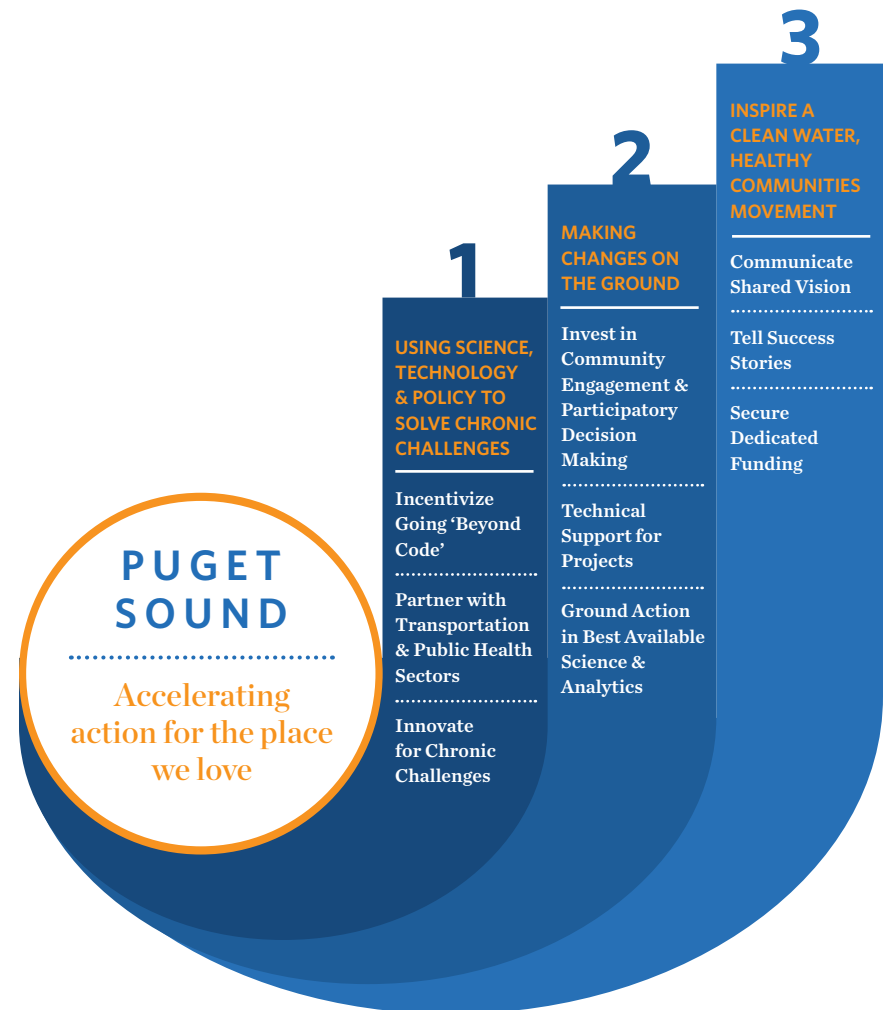 PUGET
SOUND
Accelerating
action for the place
we love
1
USING SCIENCE,
TECHNOLOGY
& POLICY TO
SOLVE CHRONIC
CHALLENGES
Incentivize
Going ‘Beyond
Code’
Partner with
Transportation
& Public Health
Sectors
Innovate
for Chronic
Challenges
2
MAKING
CHANGES ON
THE GROUND
Invest in
Community
Engagement &
Participatory
Decision
Making
Technical
Support for
Projects
Ground Action
in Best Available
Science &
Analytics
3
INSPIRE A
CLEAN WATER,
HEALTHY
COMMUNITIES
MOVEMENT
Communicate
Shared Vision
Tell Success
Stories
Secure
Dedicated
Funding